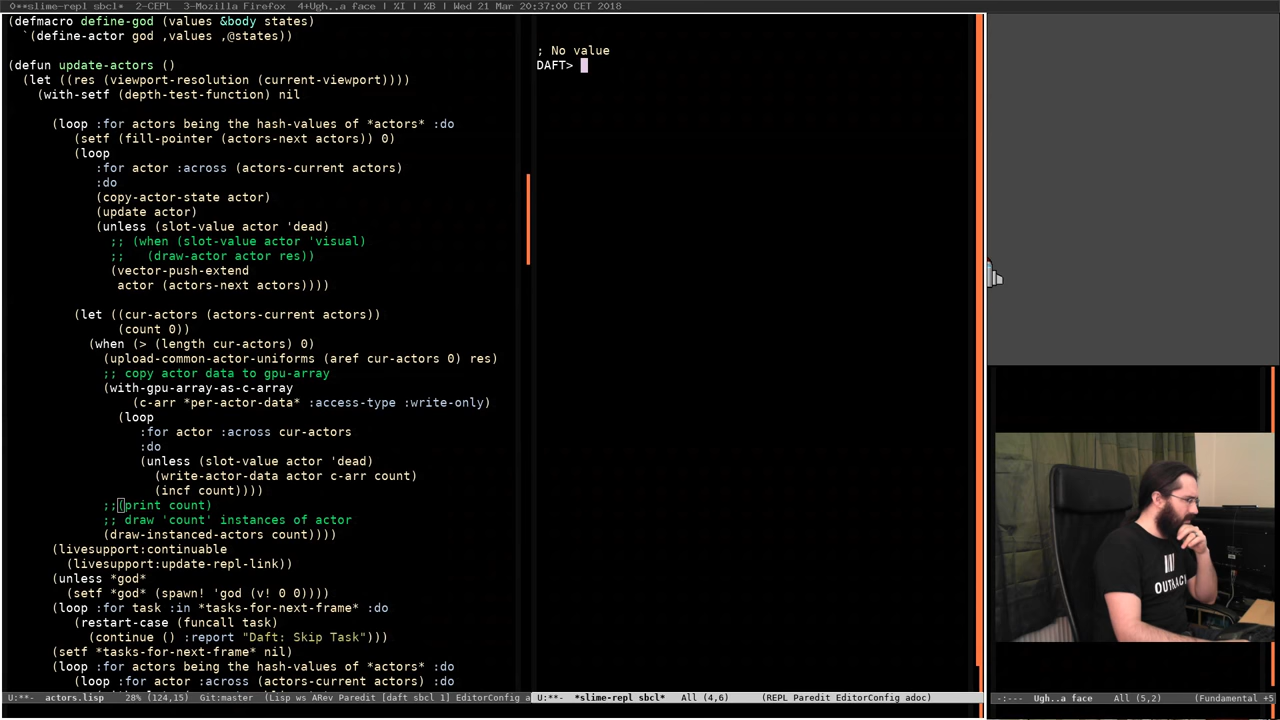 0**slime-repl sbcl* 2-CEPL 3-Mozilla Firefox 4+Ugh..a face | %I | %B | Wed 21 Mar 20:37:00 CET 2018
(defmacro define-god (values &body states)
`(define-actor god ,values ,@states))
(defun update-actors ()
(let ((res (viewport-resolution (current-viewport))))
(with-setf (depth-test-function) nil
(loop :for actors being the hash-values of *actors* :do
(setf (fill-pointer (actors-next actors)) 0)
(loop
:for actor :across (actors-current actors)
:do
(copy-actor-state actor)
(update actor)
(unless (slot-value actor 'dead)
;; (when (slot-value actor 'visual)
;;   (draw-actor actor res))
(vector-push-extend
actor (actors-next actors))))
(let ((cur-actors (actors-current actors))
(count 0))
(when (> (length cur-actors) 0)
(upload-common-actor-uniforms (aref cur-actors 0) res)
;; copy actor data to gpu-array
(with-gpu-array-as-c-array
(c-arr *per-actor-data* :access-type :write-only)
(loop
:for actor :across cur-actors
:do
(unless (slot-value actor 'dead)
(write-actor-data actor c-arr count)
(incf count))))
;;(print count)
;; draw 'count' instances of actor
(draw-instanced-actors count))))
(livesupport:continuable
(livesupport:update-repl-link))
(unless *god*
(setf *god* (spawn! 'god (v! 0 0))))
(loop :for task :in *tasks-for-next-frame* :do
(restart-case (funcall task)
(continue () :report "Daft: Skip Task")))
(setf *tasks-for-next-frame* nil)
(loop :for actors being the hash-values of *actors* :do
(loop :for actor :across (actors-current actors) :do
U:**- actors.lisp 28% (124,15) Git:master (Lisp ws ARev Paredit [daft sbcl 1] EditorConfig a
; No value
DAFT>
U:**- *slime-repl sbcl* All (4,6) (REPL Paredit EditorConfig adoc)
OUTRACE
-:--- Ugh..a face All (5,2) (Fundamental +5